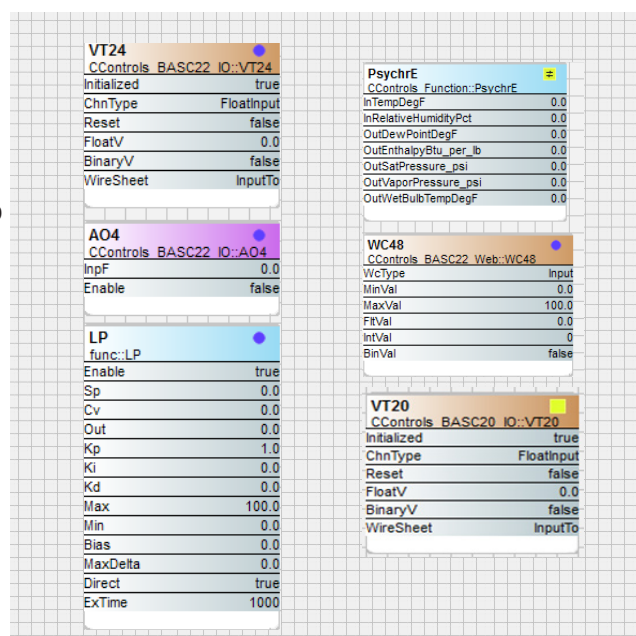 VT24
CControls_BASC22_IO::VT24
Initialized true
ChnType FloatInput
Reset false
FloatV 0.0
BinaryV false
WireSheet InputTo
AO4
CControls_BASC22_IO::AO4
InpF 0.0
Enable false
LP
func::LP
Enable true
Sp 0.0
Cv 0.0
Out 0.0
Kp 1.0
Ki 0.0
Kd 0.0
Max 100.0
Min 0.0
Bias 0.0
MaxDelta 0.0
Direct true
ExTime 1000
PsychrE
CControls_Function::PsychrE
InTempDegF 0.0
InRelativeHumidityPct 0.0
OutDewPointDegF 0.0
OutEnthalpyBtu_per_lb 0.0
OutSatPressure_psi 0.0
OutVaporPressure_psi 0.0
OutWetBulbTempDegF 0.0
WC48
CControls_BASC22_Web::WC48
WcType Input
MinVal 0.0
MaxVal 100.0
FltVal 0.0
IntVal 0
BinVal false
VT20
CControls_BASC20_IO::VT20
Initialized true
ChnType FloatInput
Reset false
FloatV 0.0
BinaryV false
WireSheet InputTo